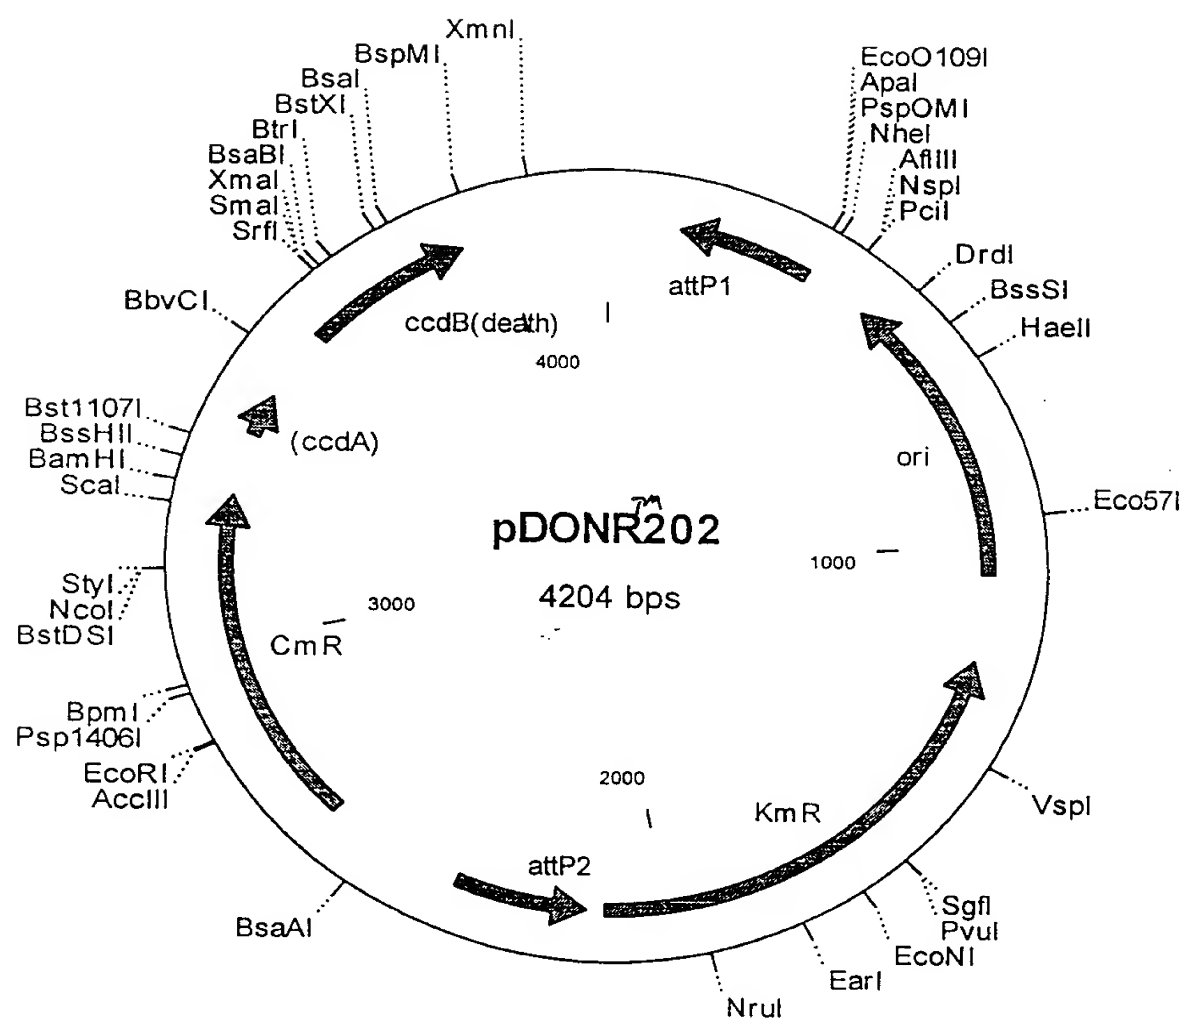 XmnI
BspMI
BsaI
BstXI
BtrI
BsaBI
XmaI
SmaI
SrfI
BbvCI
Bst1107I
BssHII
BamHI
ScaI
StyI
NcoI
BstDSI
BpmI
Psp1406I
EcoRI
AccIII
BsaAI
EcoO109I
ApaI
PspOMI
NheI
AflIII
NspI
PciI
DrdI
BssSI
HaeII
Eco57I
VspI
SgfI
PvuI
EcoNI
EarI
NruI
attP1
ccdB(death)
4000
(ccdA)
ori
pDONR™202
4204 bps
1000
3000
CmR
2000
KmR
attP2